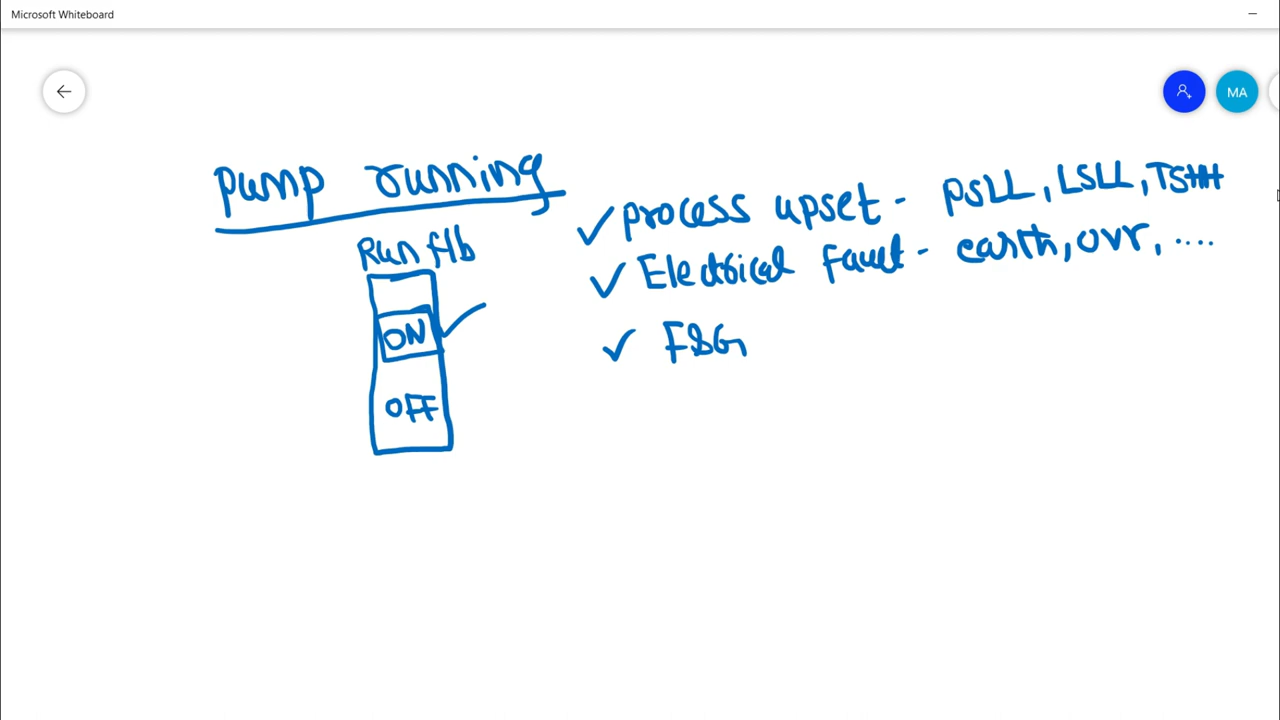 Microsoft Whiteboard
MA
pump running
Run f/b
ON
OFF
✓ process upset - PSLL, LSLL, TSHH
✓ Electrical fault - earth, ovr, ....
✓ F&G